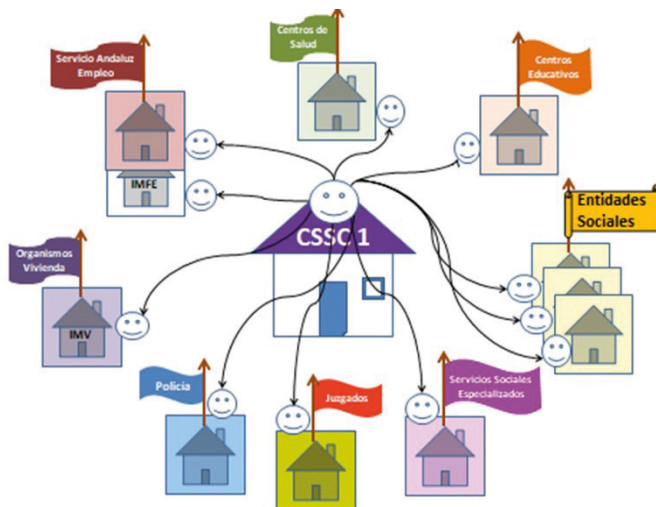 Centros de
Salud
Servicio Andaluz
Empleo
Centros
Educativos
IMFE
Entidades
Sociales
CSSC 1
Organismos
Vivienda
IMV
Policía
Juzgados
Servicios Sociales
Especializados